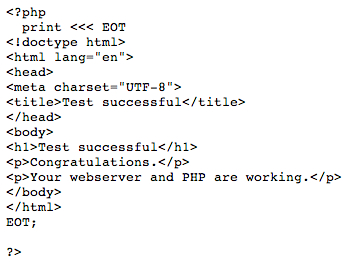 <?php
  print <<< EOT
<!doctype html>
<html lang="en">
<head>
<meta charset="UTF-8">
<title>Test successful</title>
</head>
<body>
<h1>Test successful</h1>
<p>Congratulations.</p>
<p>Your webserver and PHP are working.</p>
</body>
</html>
EOT;

?>